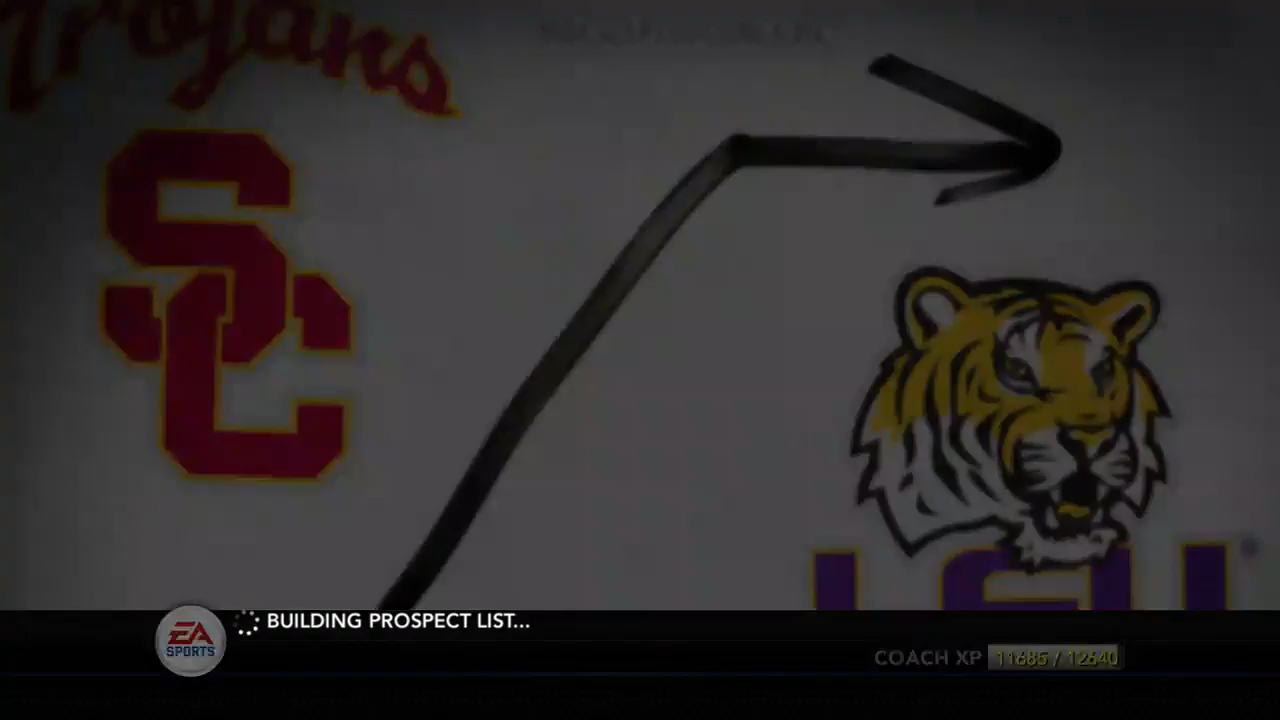 Trojans
SC
LSU
EA
SPORTS
BUILDING PROSPECT LIST...
COACH XP 11685 / 12640